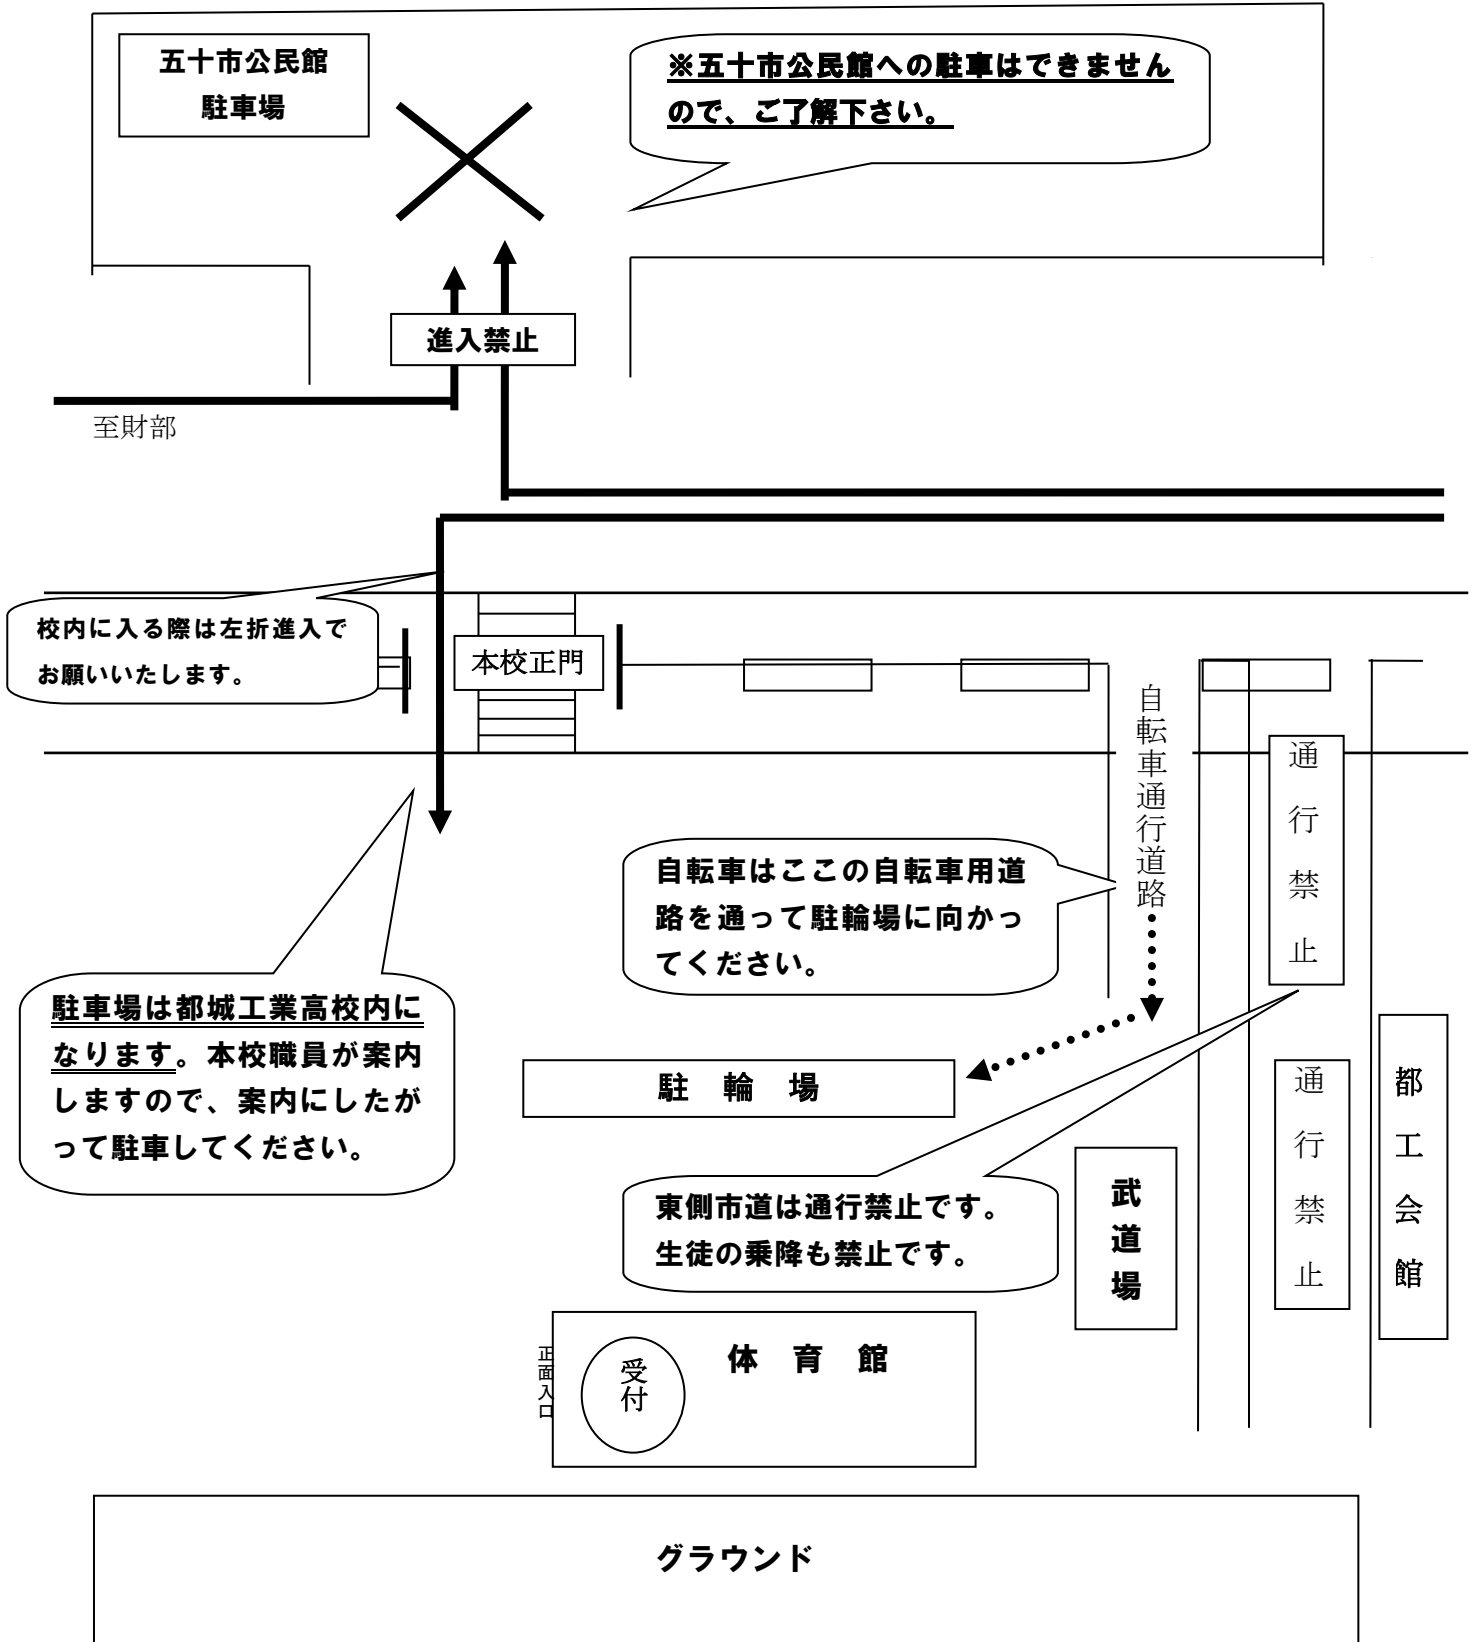 五十市公民館
駐車場
※五十市公民館への駐車はできません
ので、ご了解下さい。
進入禁止
至財部
校内に入る際は左折進入で
お願いいたします。
本校正門
自転車通行道路
通行禁止
自転車はここの自転車用道
路を通って駐輪場に向かっ
てください。
駐車場は都城工業高校内に
なります。本校職員が案内
しますので、案内にしたが
って駐車してください。
駐　輪　場
通行禁止
都工会館
東側市道は通行禁止です。
生徒の乗降も禁止です。
武道場
正面入口
受付
体　育　館
グラウンド